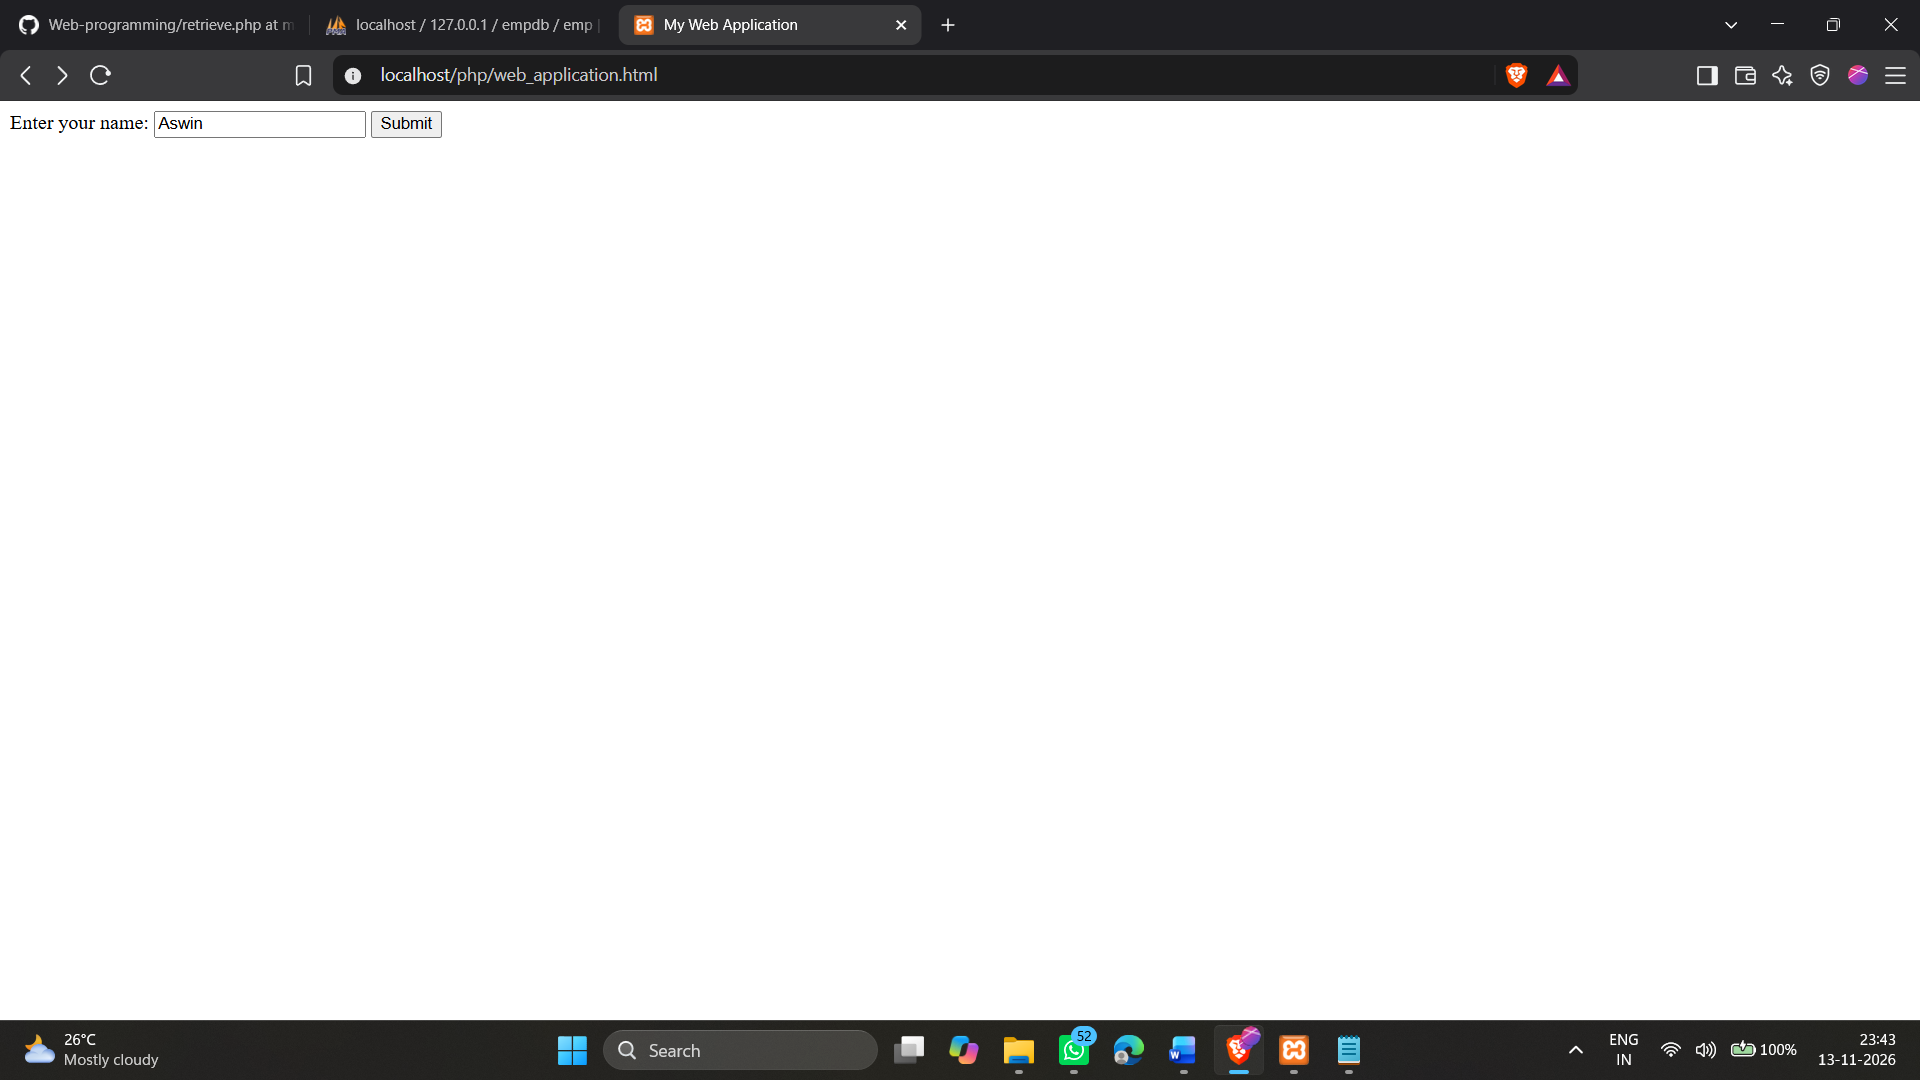 Web-programming/retrieve.php at m
localhost / 127.0.0.1 / empdb / emp
My Web Application
localhost/php/web_application.html
Enter your name: Aswin Submit
26°C
Mostly cloudy
Search
52
ENG
IN
100%
23:43
13-11-2026